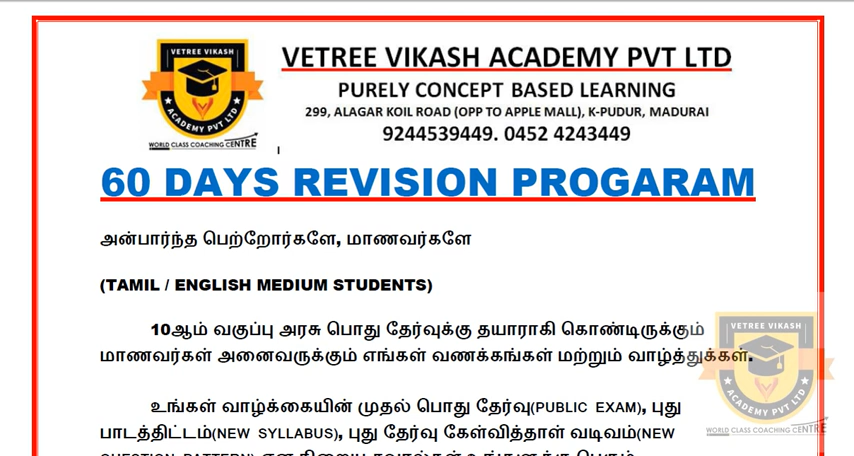 VETREE VIKASH
ACADEMY PVT LTD
WORLD CLASS COACHING CENTRE
VETREE VIKASH ACADEMY PVT LTD
PURELY CONCEPT BASED LEARNING
299, ALAGAR KOIL ROAD (OPP TO APPLE MALL), K-PUDUR, MADURAI
9244539449. 0452 4243449
60 DAYS REVISION PROGARAM
அன்பார்ந்த பெற்றோர்களே, மாணவர்களே
(TAMIL / ENGLISH MEDIUM STUDENTS)
10ஆம் வகுப்பு அரசு பொது தேர்வுக்கு தயாராகி கொண்டிருக்கும்
மாணவர்கள் அனைவருக்கும் எங்கள் வணக்கங்கள் மற்றும் வாழ்த்துக்கள்.
உங்கள் வாழ்க்கையின் முதல் பொது தேர்வு(PUBLIC EXAM), புது
பாடத்திட்டம்(NEW SYLLABUS), புது தேர்வு கேள்வித்தாள் வடிவம்(NEW
VETREE VIKASH
ACADEMY PVT LTD
WORLD CLASS COACHING CENTRE